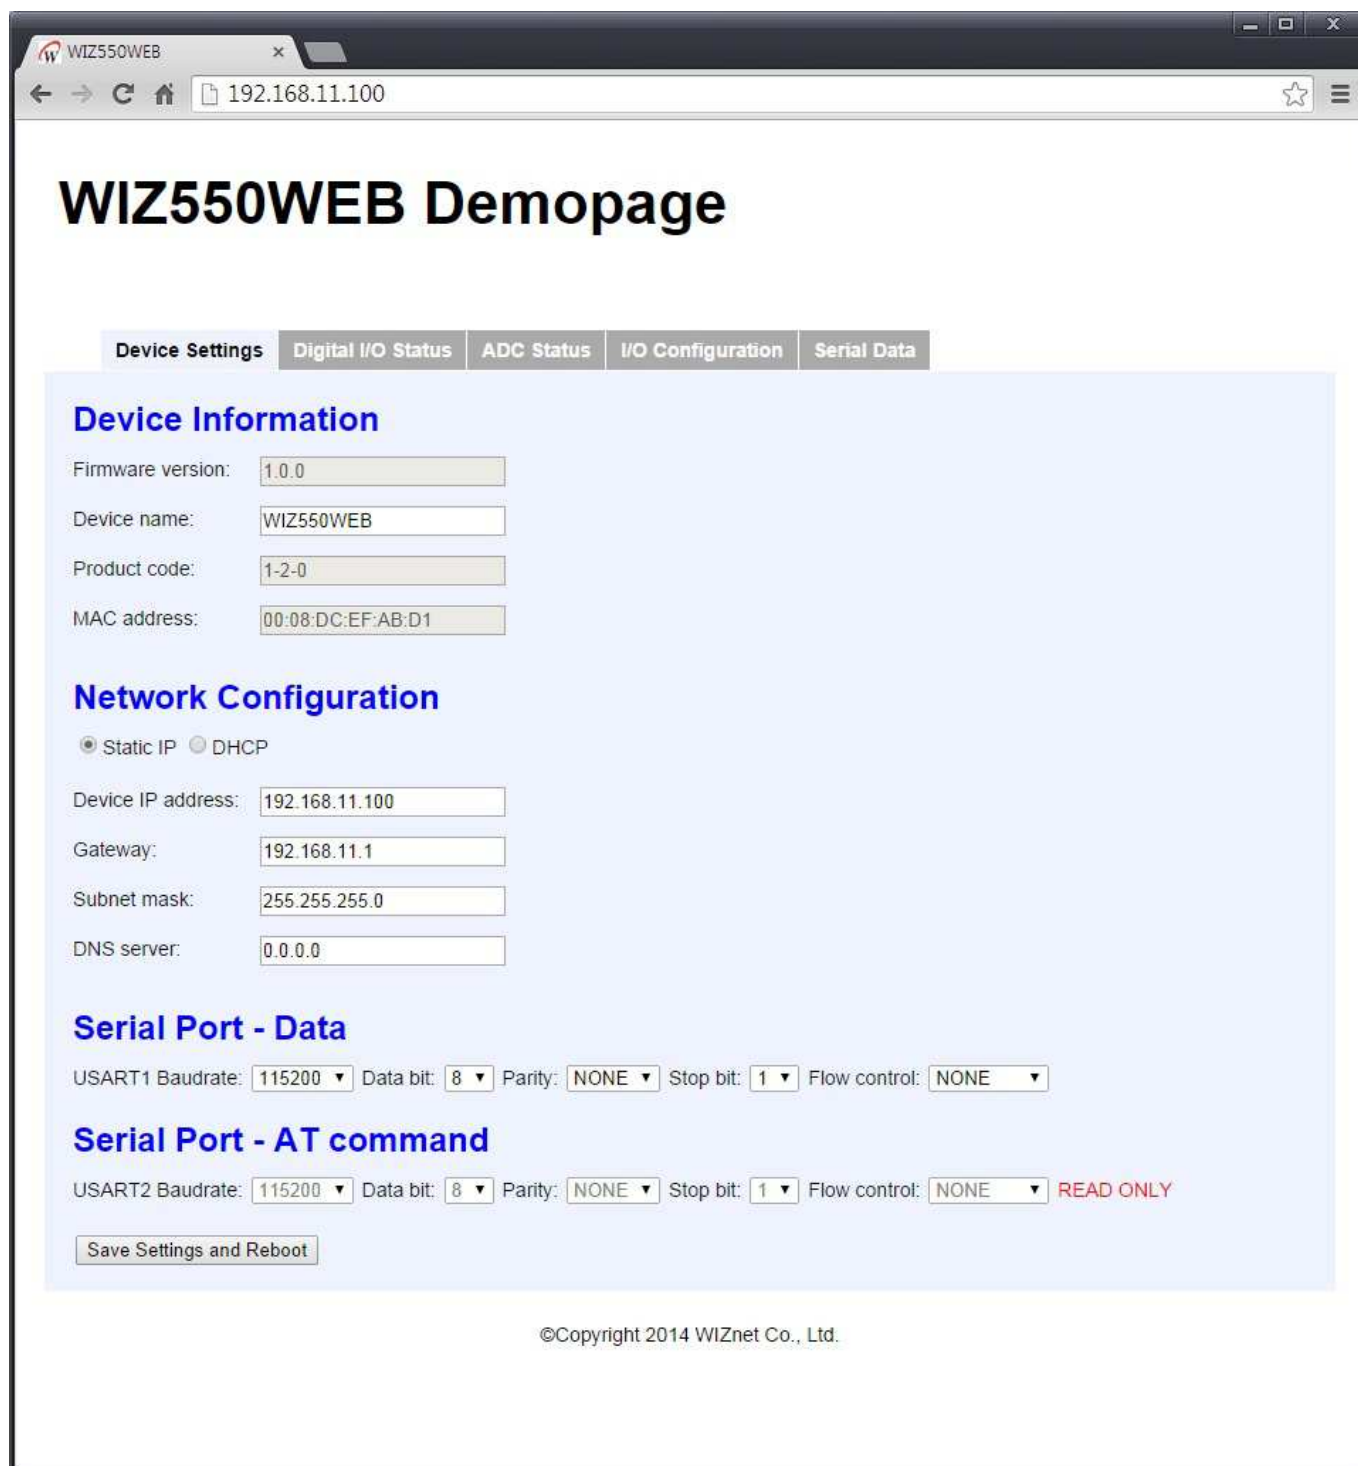 WIZ550WEB
192.168.11.100
WIZ550WEB Demopage
Device Settings Digital I/O Status ADC Status I/O Configuration Serial Data
Device Information
Firmware version: 1.0.0
Device name: WIZ550WEB
Product code: 1-2-0
MAC address: 00:08:DC:EF:AB:D1
Network Configuration
Static IP DHCP
Device IP address: 192.168.11.100
Gateway: 192.168.11.1
Subnet mask: 255.255.255.0
DNS server: 0.0.0.0
Serial Port - Data
USART1 Baudrate: 115200 Data bit: 8 Parity: NONE Stop bit: 1 Flow control: NONE
Serial Port - AT command
USART2 Baudrate: 115200 Data bit: 8 Parity: NONE Stop bit: 1 Flow control: NONE READ ONLY
Save Settings and Reboot
©Copyright 2014 WIZnet Co., Ltd.